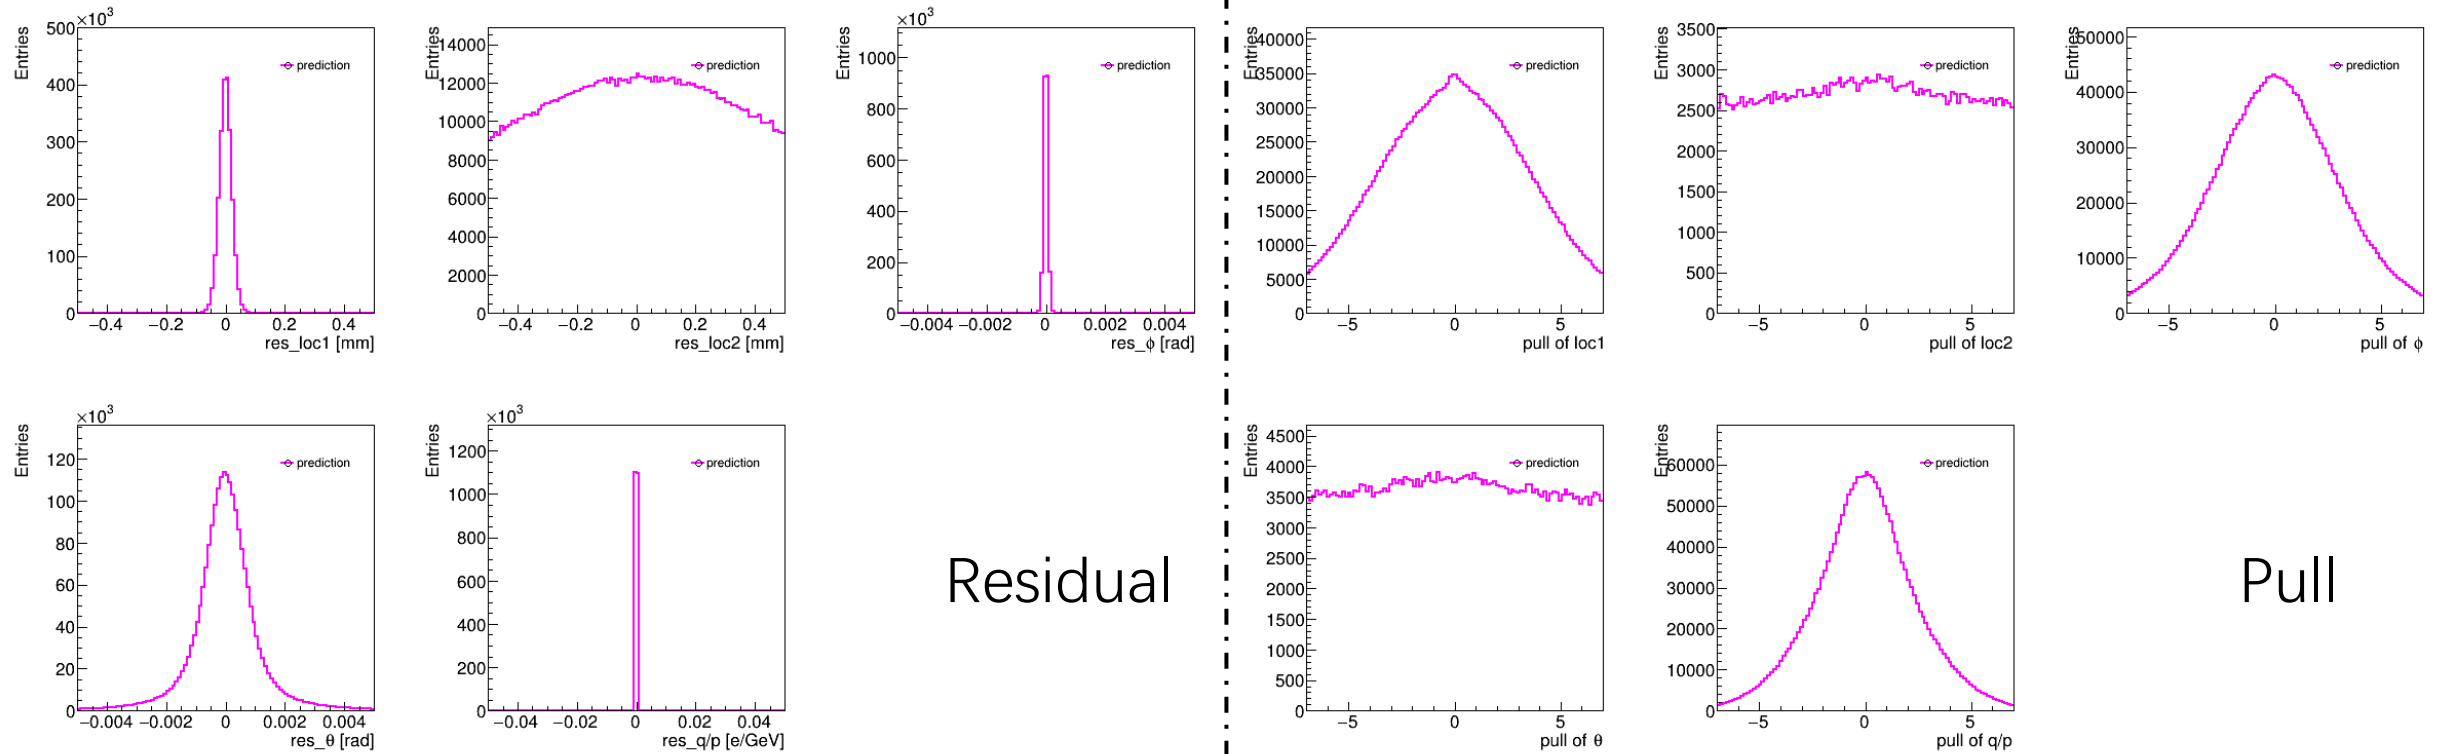 ×10³
Entries
500
400
300
200
100
0
prediction
−0.4 −0.2 0 0.2 0.4
res_loc1 [mm]
Entries
14000
12000
10000
8000
6000
4000
2000
0
prediction
−0.4 −0.2 0 0.2 0.4
res_loc2 [mm]
×10³
Entries
1000
800
600
400
200
0
prediction
−0.004 −0.002 0 0.002 0.004
res_ϕ [rad]
×10³
Entries
120
100
80
60
40
20
0
prediction
−0.004 −0.002 0 0.002 0.004
res_θ [rad]
×10³
Entries
1200
1000
800
600
400
200
0
prediction
−0.04 −0.02 0 0.02 0.04
res_q/p [e/GeV]
Residual
Entries
40000
35000
30000
25000
20000
15000
10000
5000
0
prediction
−5 0 5
pull of loc1
Entries
3500
3000
2500
2000
1500
1000
500
0
prediction
−5 0 5
pull of loc2
Entries
50000
40000
30000
20000
10000
0
prediction
−5 0 5
pull of ϕ
Entries
4500
4000
3500
3000
2500
2000
1500
1000
500
0
prediction
−5 0 5
pull of θ
Entries
60000
50000
40000
30000
20000
10000
0
prediction
−5 0 5
pull of q/p
Pull